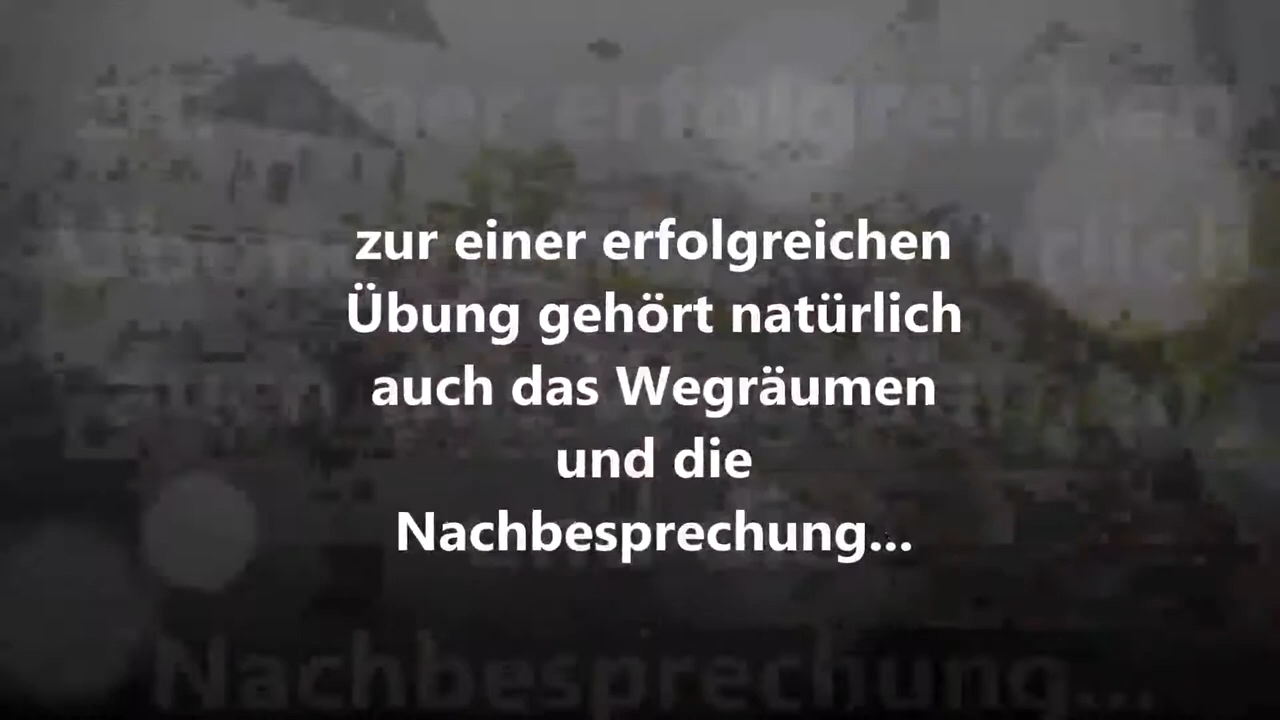 zur einer erfolgreichen
Übung gehört natürlich
auch das Wegräumen
und die
Nachbesprechung...